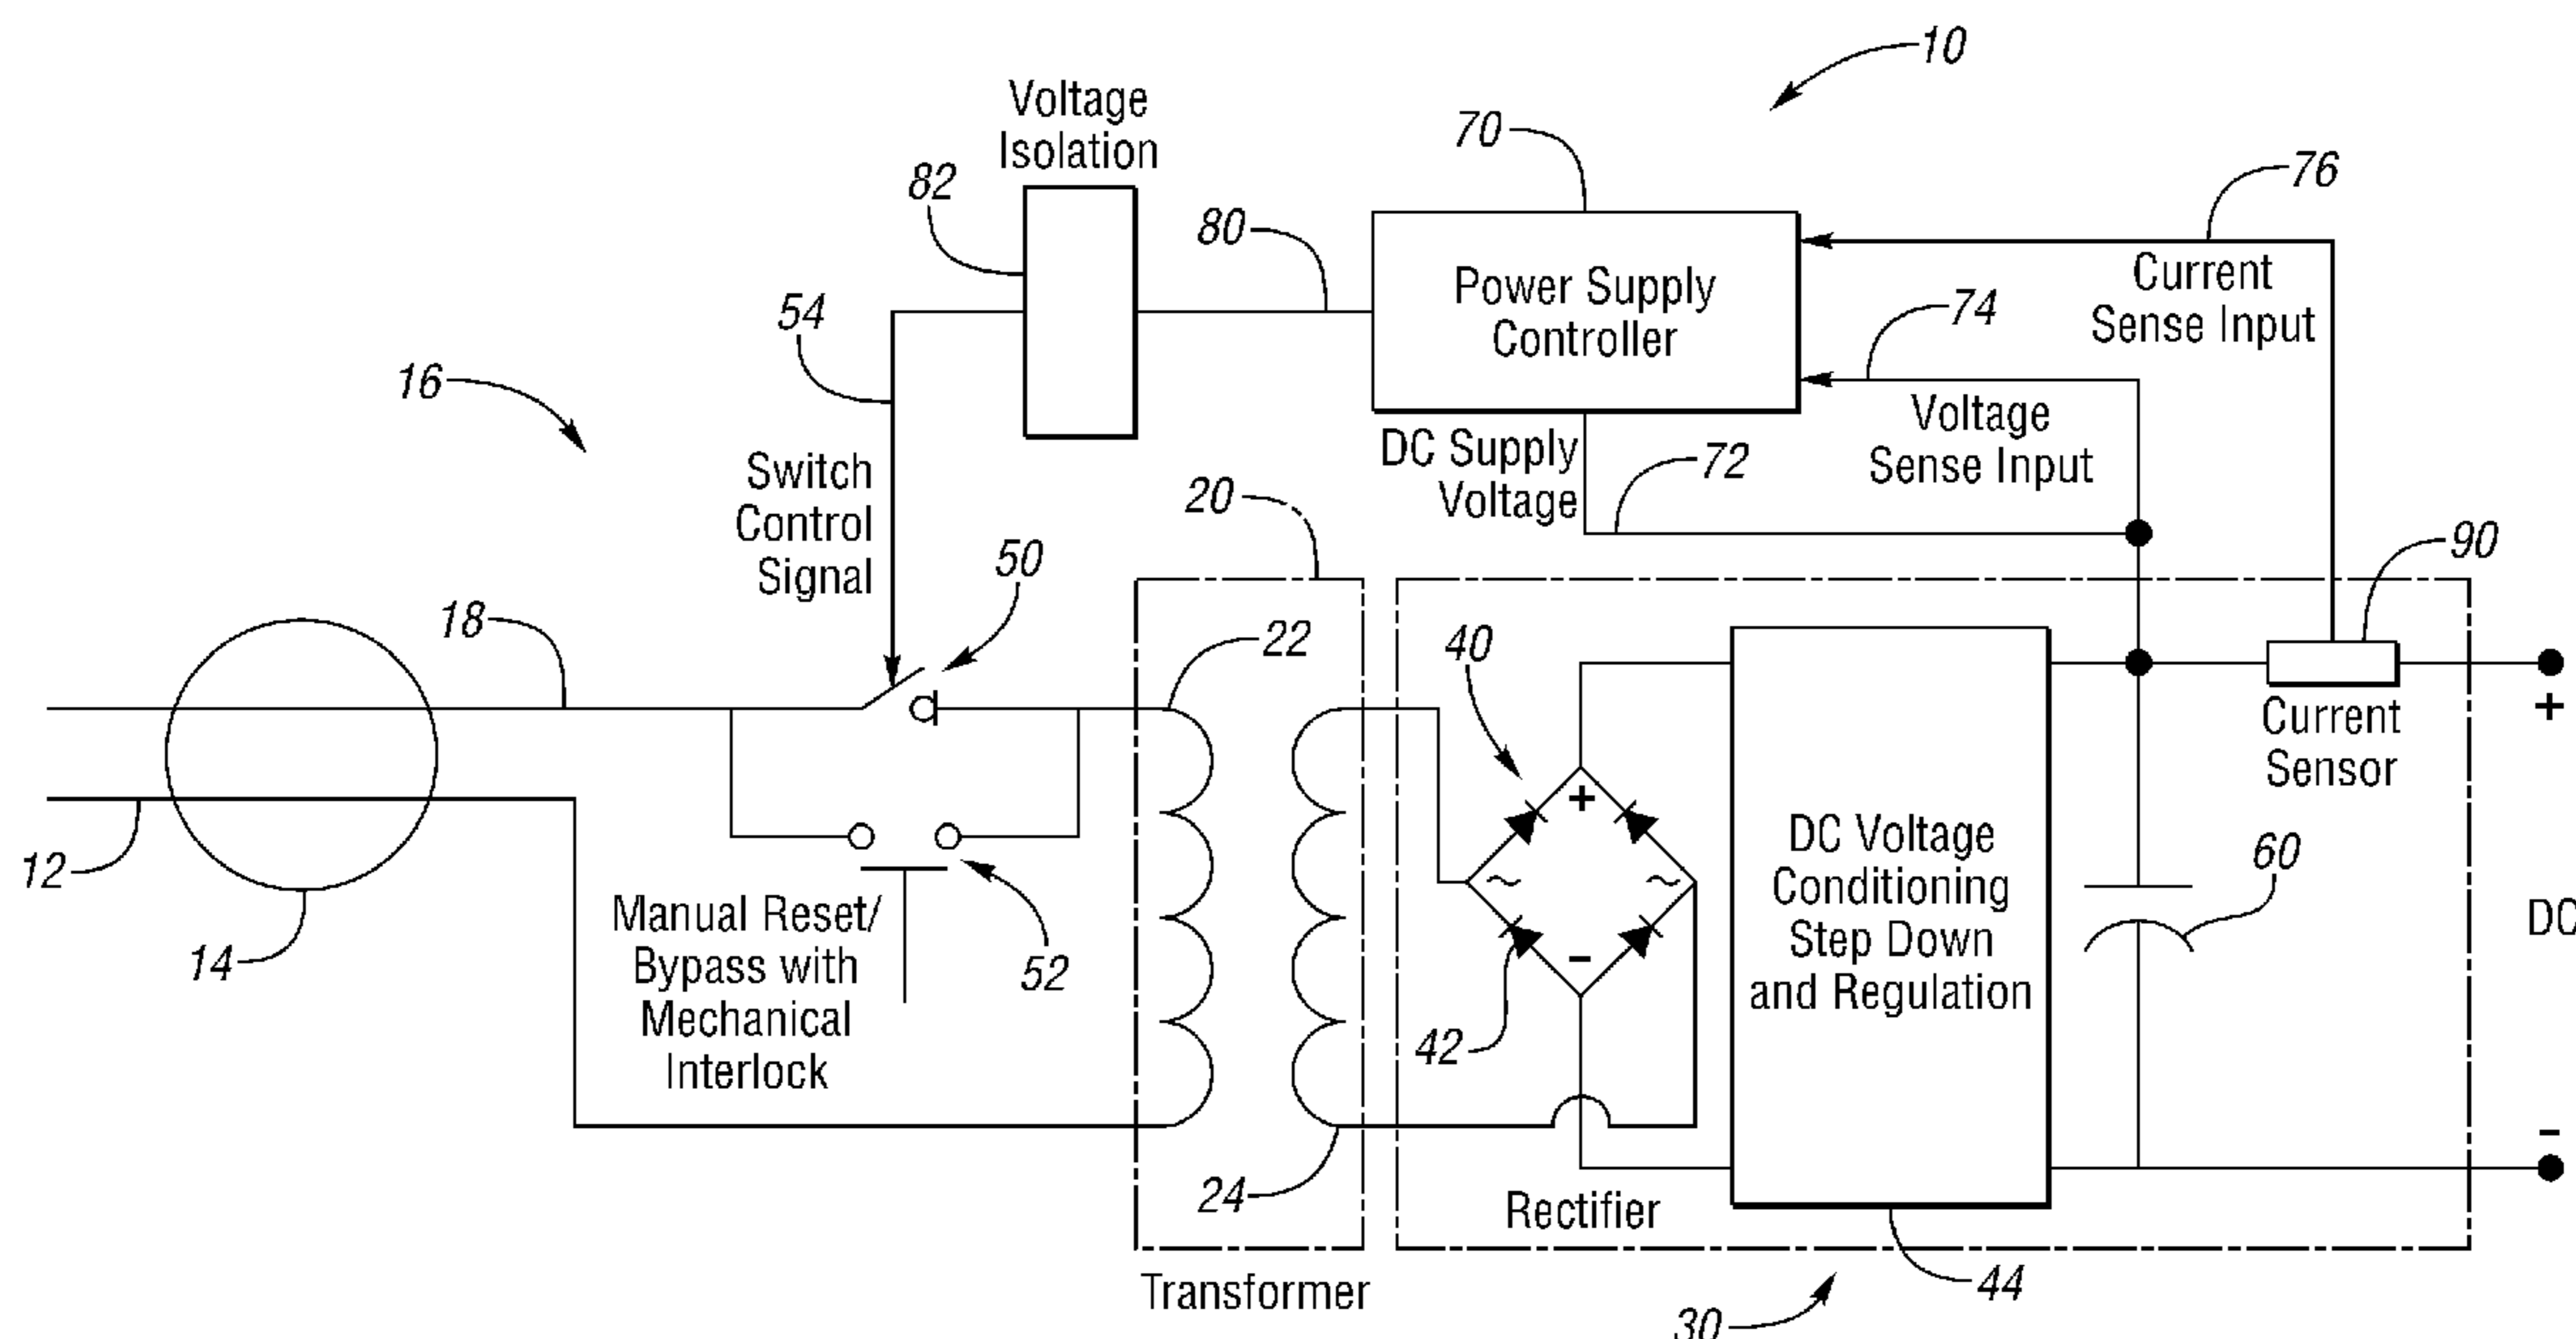 10
Voltage
Isolation
70
76
82
80
Power Supply
Controller
Current
Sense Input
54
74
16
Voltage
Sense Input
DC Supply
Voltage
72
Switch
Control
Signal
20
50
90
18
22
40
+
Current
Sensor
12
+
~ ~
DC Voltage
Conditioning
Step Down
and Regulation
60
DC
Manual Reset/
Bypass with
Mechanical
Interlock
14
52
-
42
-
24
Rectifier
Transformer
44
30